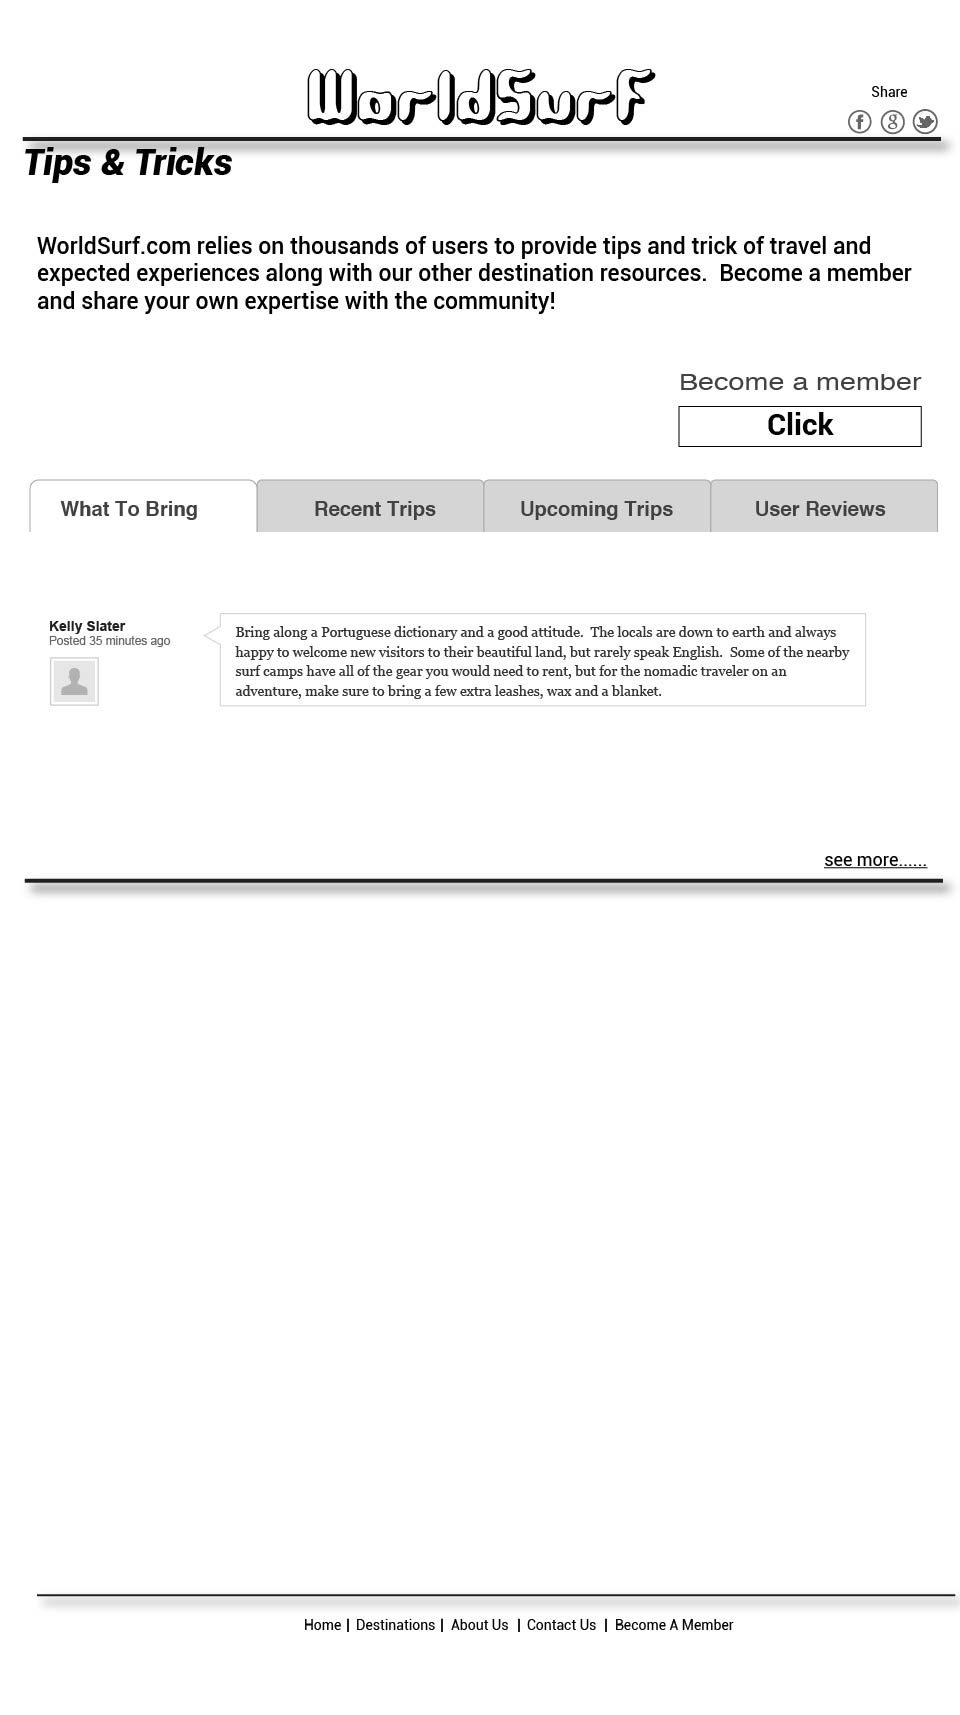 WorldSurf
Share
Tips & Tricks
WorldSurf.com relies on thousands of users to provide tips and trick of travel and
expected experiences along with our other destination resources.  Become a member
and share your own expertise with the community!
Become a member
Click
What To Bring
Recent Trips
Upcoming Trips
User Reviews
Kelly Slater
Posted 35 minutes ago
Bring along a Portuguese dictionary and a good attitude.  The locals are down to earth and always
happy to welcome new visitors to their beautiful land, but rarely speak English.  Some of the nearby
surf camps have all of the gear you would need to rent, but for the nomadic traveler on an
adventure, make sure to bring a few extra leashes, wax and a blanket.
see more......
Home | Destinations | About Us | Contact Us | Become A Member